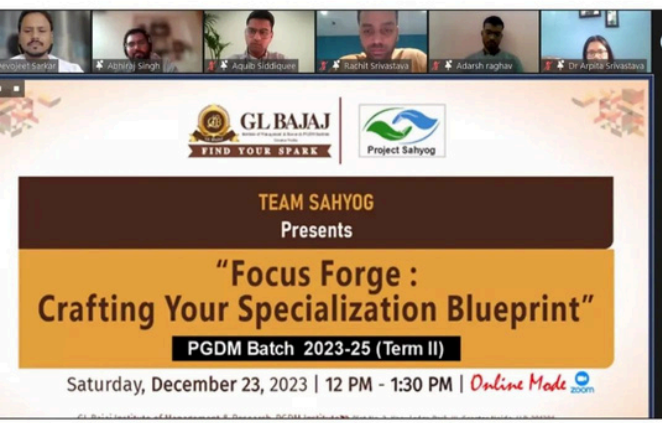 evojeet Sarkar
Abhiraj Singh
Aquib Siddiquee
Rachit Srivastava
Adarsh raghav
Dr Arpita Srivastava
GL BAJAJ
FIND YOUR SPARK
Project Sahyog
TEAM SAHYOG
Presents
“Focus Forge :
Crafting Your Specialization Blueprint”
PGDM Batch 2023-25 (Term II)
Saturday, December 23, 2023 | 12 PM - 1:30 PM | Online Mode zoom